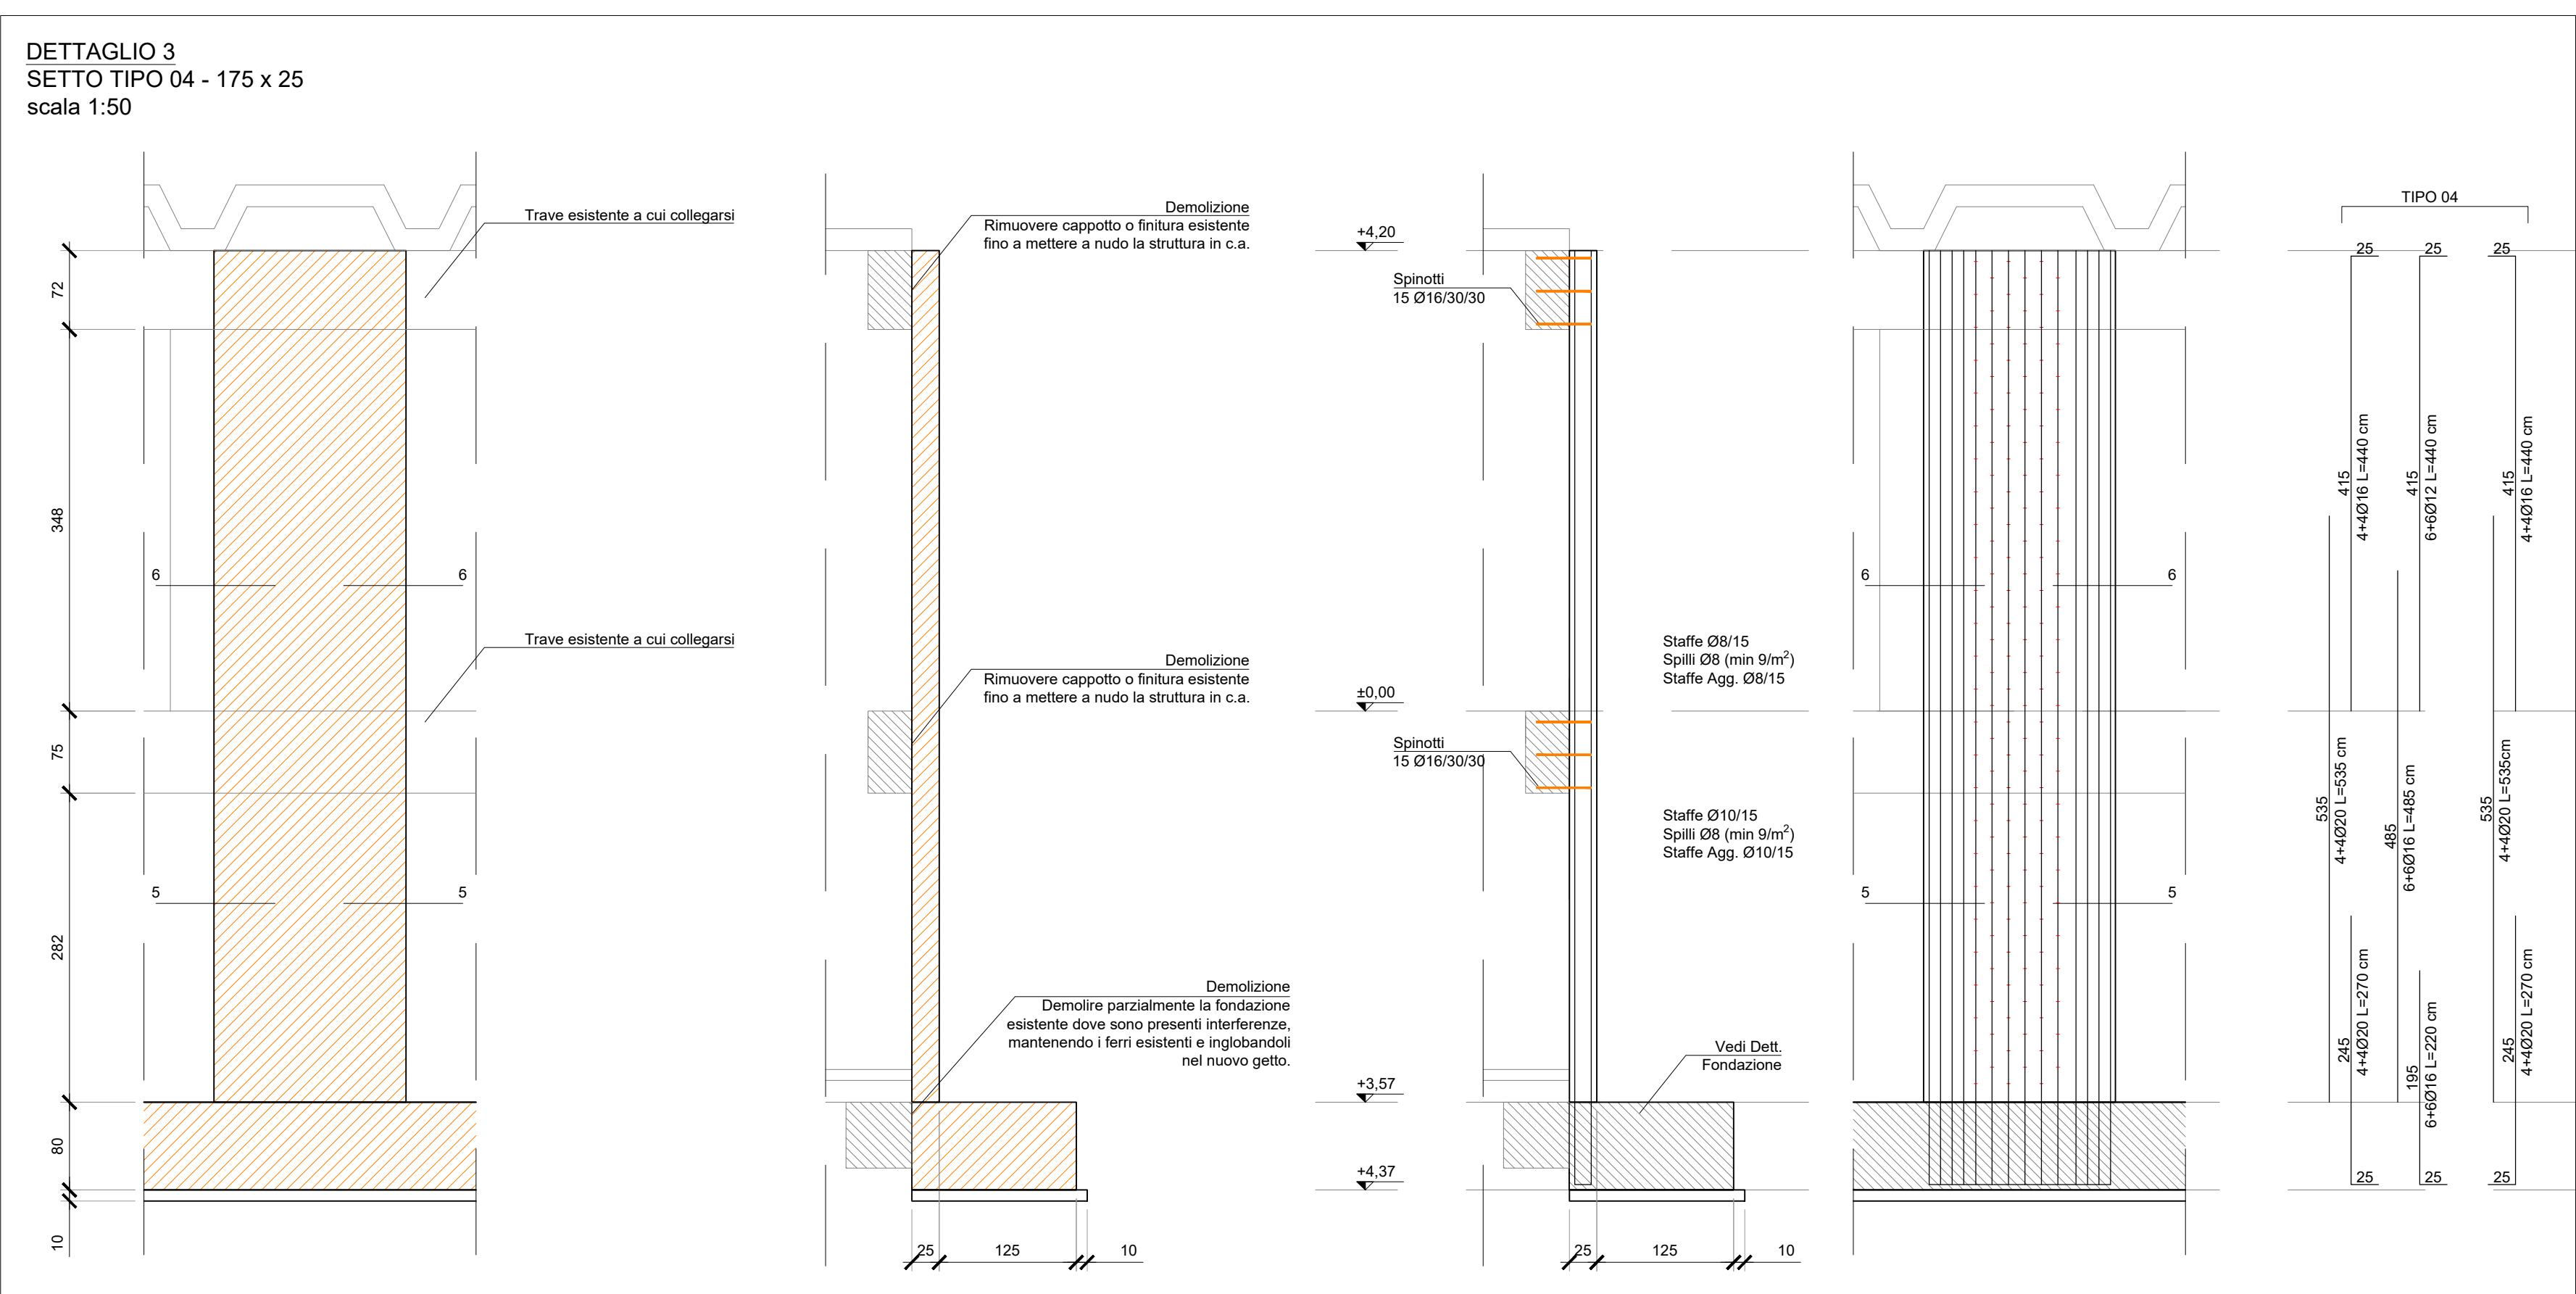 DETTAGLIO 3
SETTO TIPO 04 - 175 x 25
scala 1:50
72
348
75
282
80
10
6
6
5
5
Trave esistente a cui collegarsi
Trave esistente a cui collegarsi
Demolizione
Rimuovere cappotto o finitura esistente
fino a mettere a nudo la struttura in c.a.
Demolizione
Rimuovere cappotto o finitura esistente
fino a mettere a nudo la struttura in c.a.
Demolizione
Demolire parzialmente la fondazione
esistente dove sono presenti interferenze,
mantenendo i ferri esistenti e inglobandoli
nel nuovo getto.
25
125
10
+4,20
±0,00
+3,57
+4,37
Spinotti
15 Ø16/30/30
Spinotti
15 Ø16/30/30
Staffe Ø8/15
Spilli Ø8 (min 9/m²)
Staffe Agg. Ø8/15
Staffe Ø10/15
Spilli Ø8 (min 9/m²)
Staffe Agg. Ø10/15
Vedi Dett.
Fondazione
25
125
10
6
6
5
5
TIPO 04
25
25
25
415
4+4Ø16 L=440 cm
415
6+6Ø12 L=440 cm
415
4+4Ø16 L=440 cm
535
4+4Ø20 L=535 cm
485
6+6Ø16 L=485 cm
535
4+4Ø20 L=535cm
245
4+4Ø20 L=270 cm
195
6+6Ø16 L=220 cm
245
4+4Ø20 L=270 cm
25
25
25